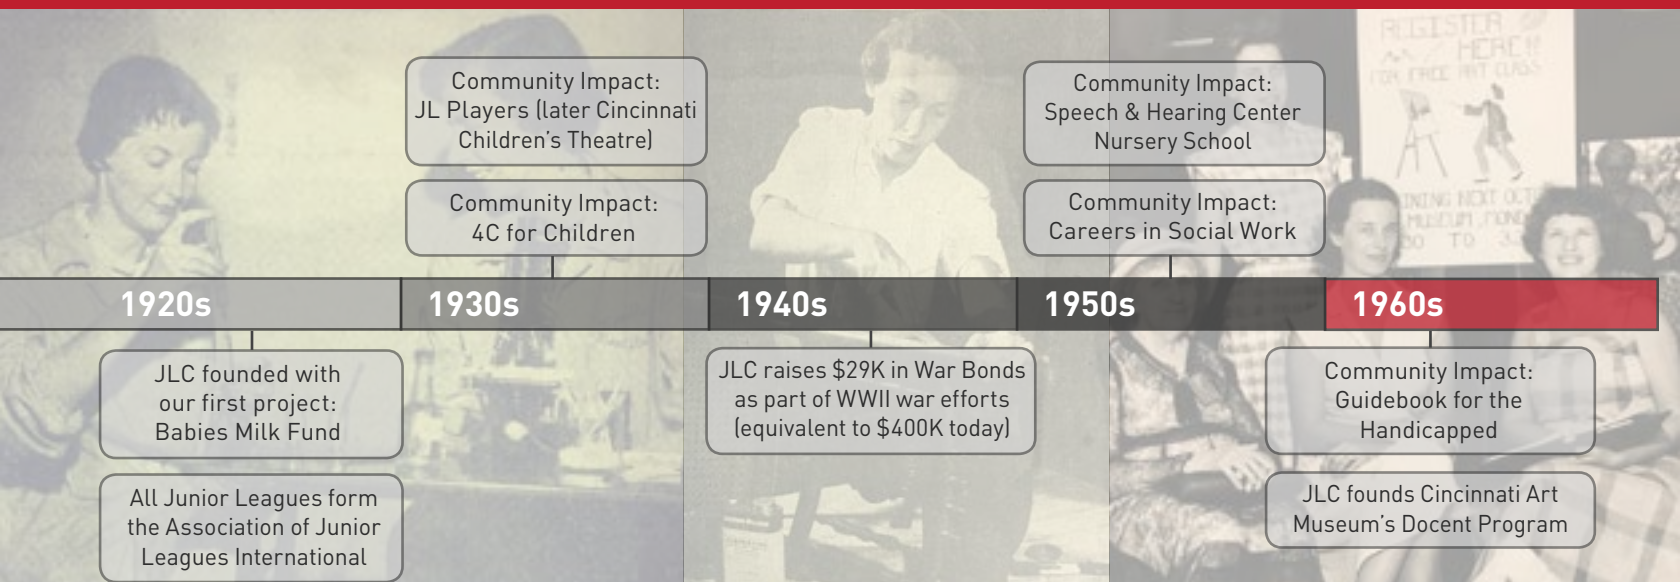 REGISTER
HERE!!
FOR FREE ART CLASS
Community Impact:
JL Players (later Cincinnati
Children's Theatre)
Community Impact:
4C for Children
Community Impact:
Speech & Hearing Center
Nursery School
Community Impact:
Careers in Social Work
1920s
1930s
1940s
1950s
1960s
JLC founded with
our first project:
Babies Milk Fund
All Junior Leagues form
the Association of Junior
Leagues International
JLC raises $29K in War Bonds
as part of WWII war efforts
(equivalent to $400K today)
Community Impact:
Guidebook for the
Handicapped
JLC founds Cincinnati Art
Museum's Docent Program